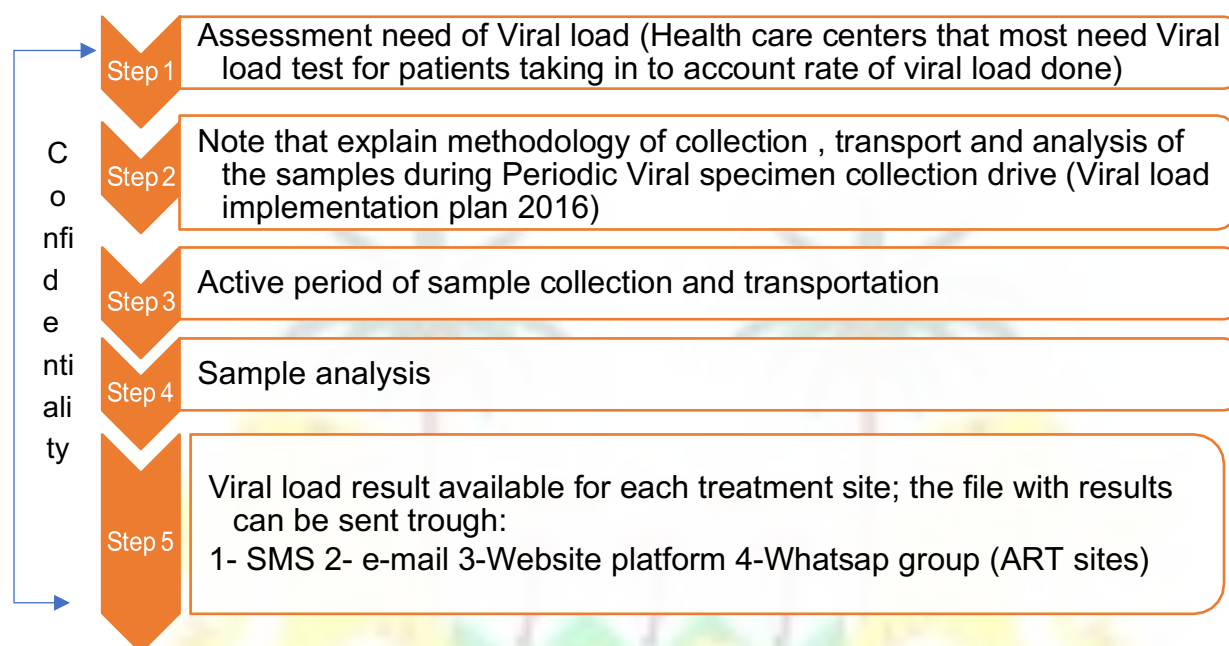 Step 1
Assessment need of Viral load (Health care centers that most need Viral
load test for patients taking in to account rate of viral load done)
Step 2
Note that explain methodology of collection , transport and analysis of
the samples during Periodic Viral specimen collection drive (Viral load
implementation plan 2016)
Step 3
Active period of sample collection and transportation
Step 4
Sample analysis
Step 5
Viral load result available for each treatment site; the file with results
can be sent trough:
1- SMS 2- e-mail 3-Website platform 4-Whatsap group (ART sites)
C
o
nfi
d
e
nti
ali
ty